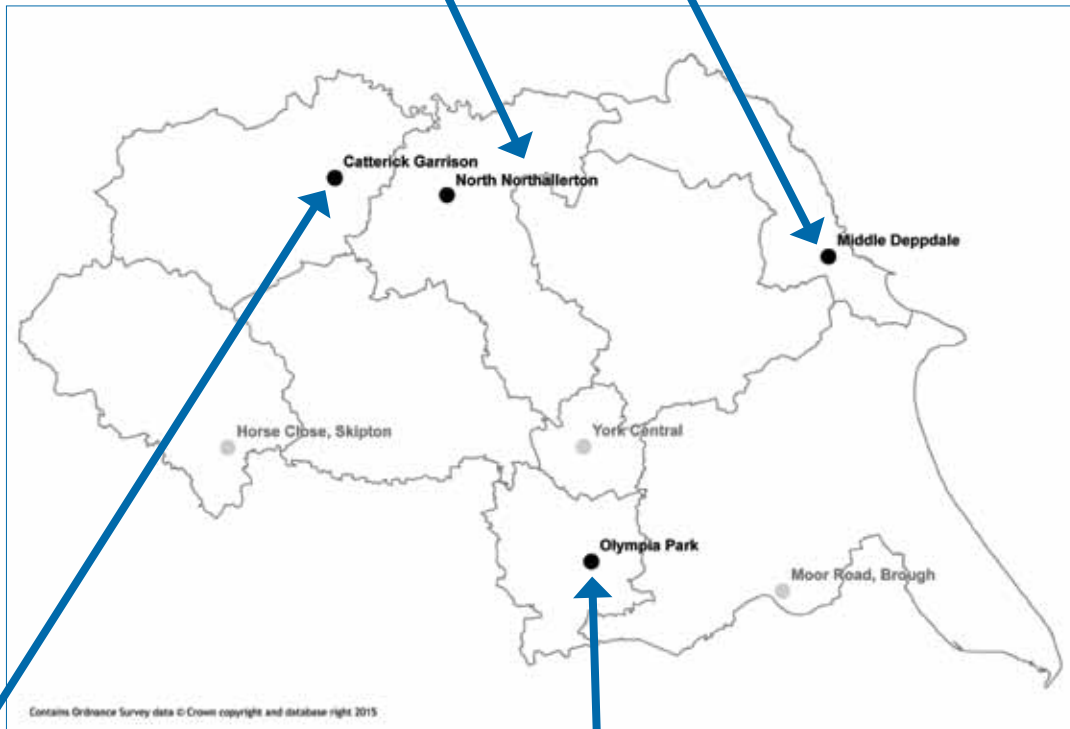 Catterick Garrison
North Northallerton
Middle Deppdale
Horse Close, Skipton
York Central
Olympia Park
Moor Road, Brough
Contains Ordnance Survey data © Crown copyright and database right 2015